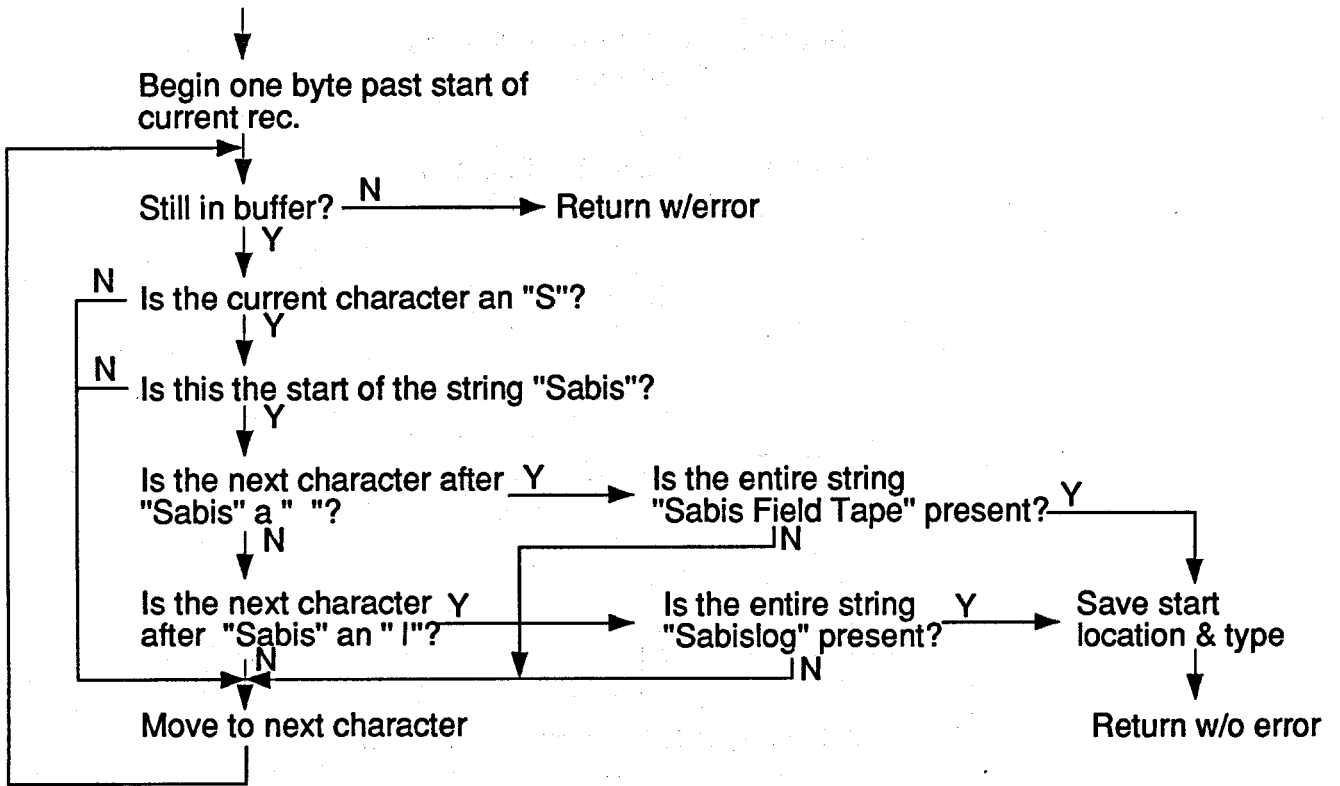 Begin one byte past start of
current rec.
Still in buffer?
N
Return w/error
Y
N
Is the current character an "S"?
Y
N
Is this the start of the string "Sabis"?
Y
Is the next character after
"Sabis" a " "?
Y
Is the entire string
"Sabis Field Tape" present?
Y
N
N
Is the next character
after "Sabis" an " l"?
Y
Is the entire string
"Sabislog" present?
Y
Save start
location & type
N
N
Move to next character
Return w/o error